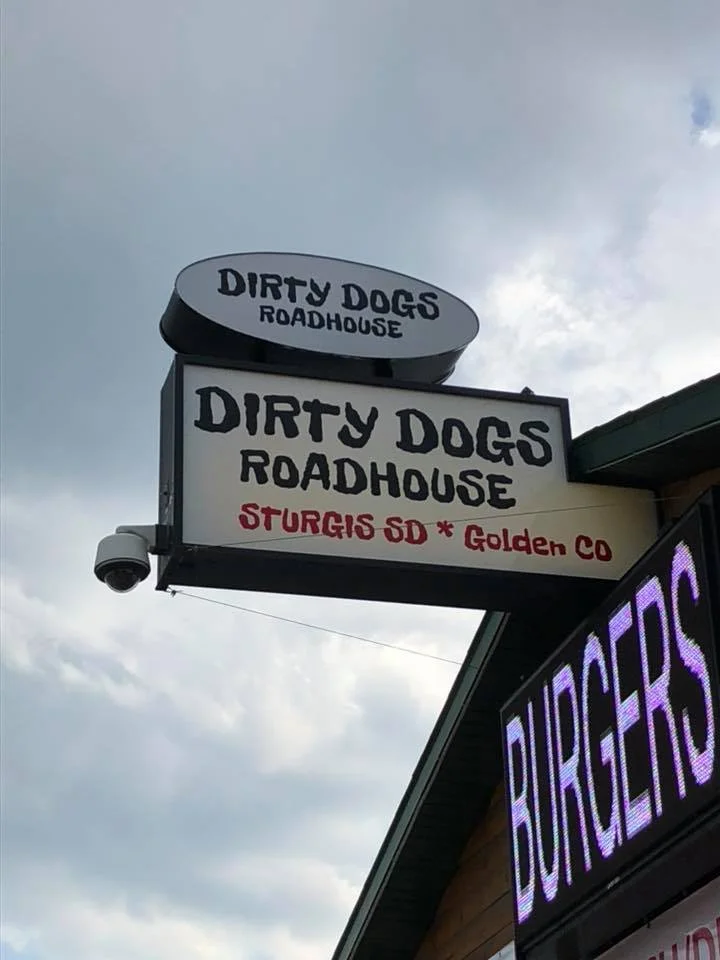 DIRTY DOGS
ROADHOUSE
DIRTY DOGS
ROADHOUSE
STURGIS SD * Golden CO
BURGERS